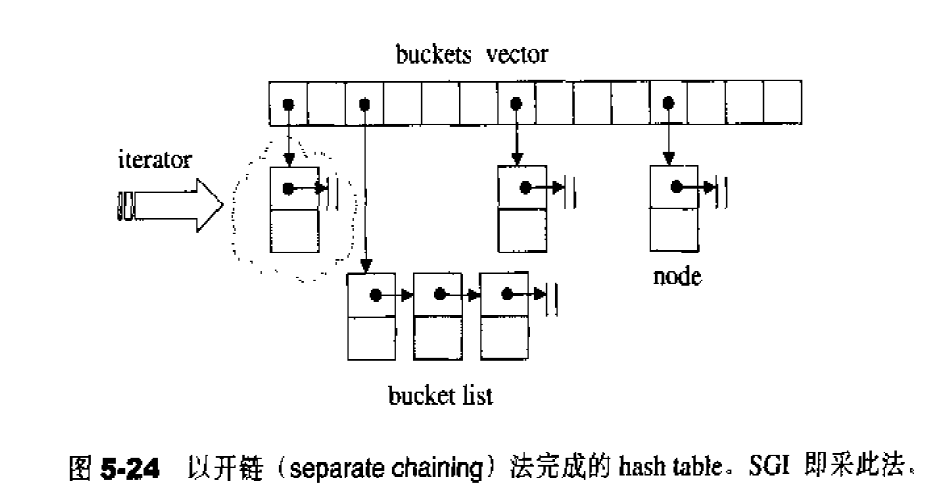 buckets vector
iterator
node
bucket list
图 5-24 以开链（separate chaining）法完成的 hash table。SGI 即采此法。